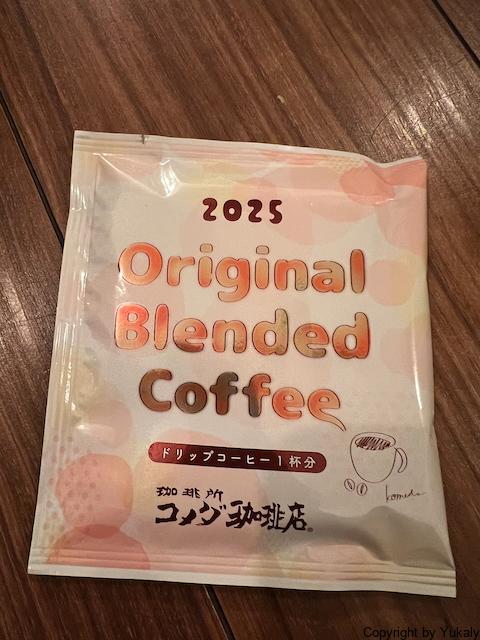 2025
Original
Blended
Coffee
ドリップコーヒー1杯分
komeda
珈琲所
コメダ珈琲店®
Copyright by Yukaly